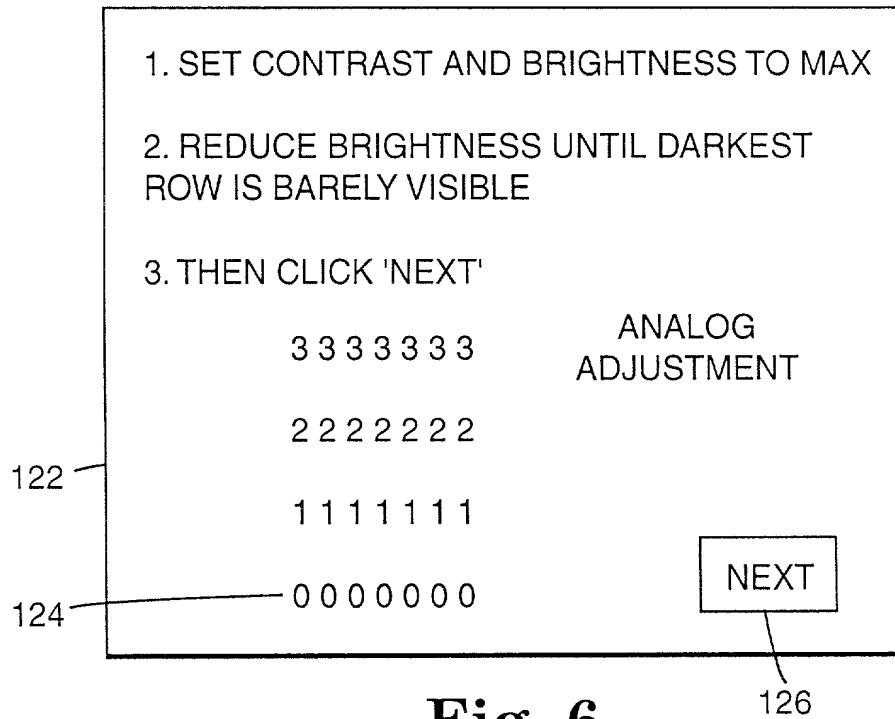 1. SET CONTRAST AND BRIGHTNESS TO MAX
2. REDUCE BRIGHTNESS UNTIL DARKEST
ROW IS BARELY VISIBLE
3. THEN CLICK 'NEXT'
3 3 3 3 3 3 3
ANALOG
ADJUSTMENT
2 2 2 2 2 2 2
122
1 1 1 1 1 1 1
NEXT
124
0 0 0 0 0 0 0
126
Fig. 6